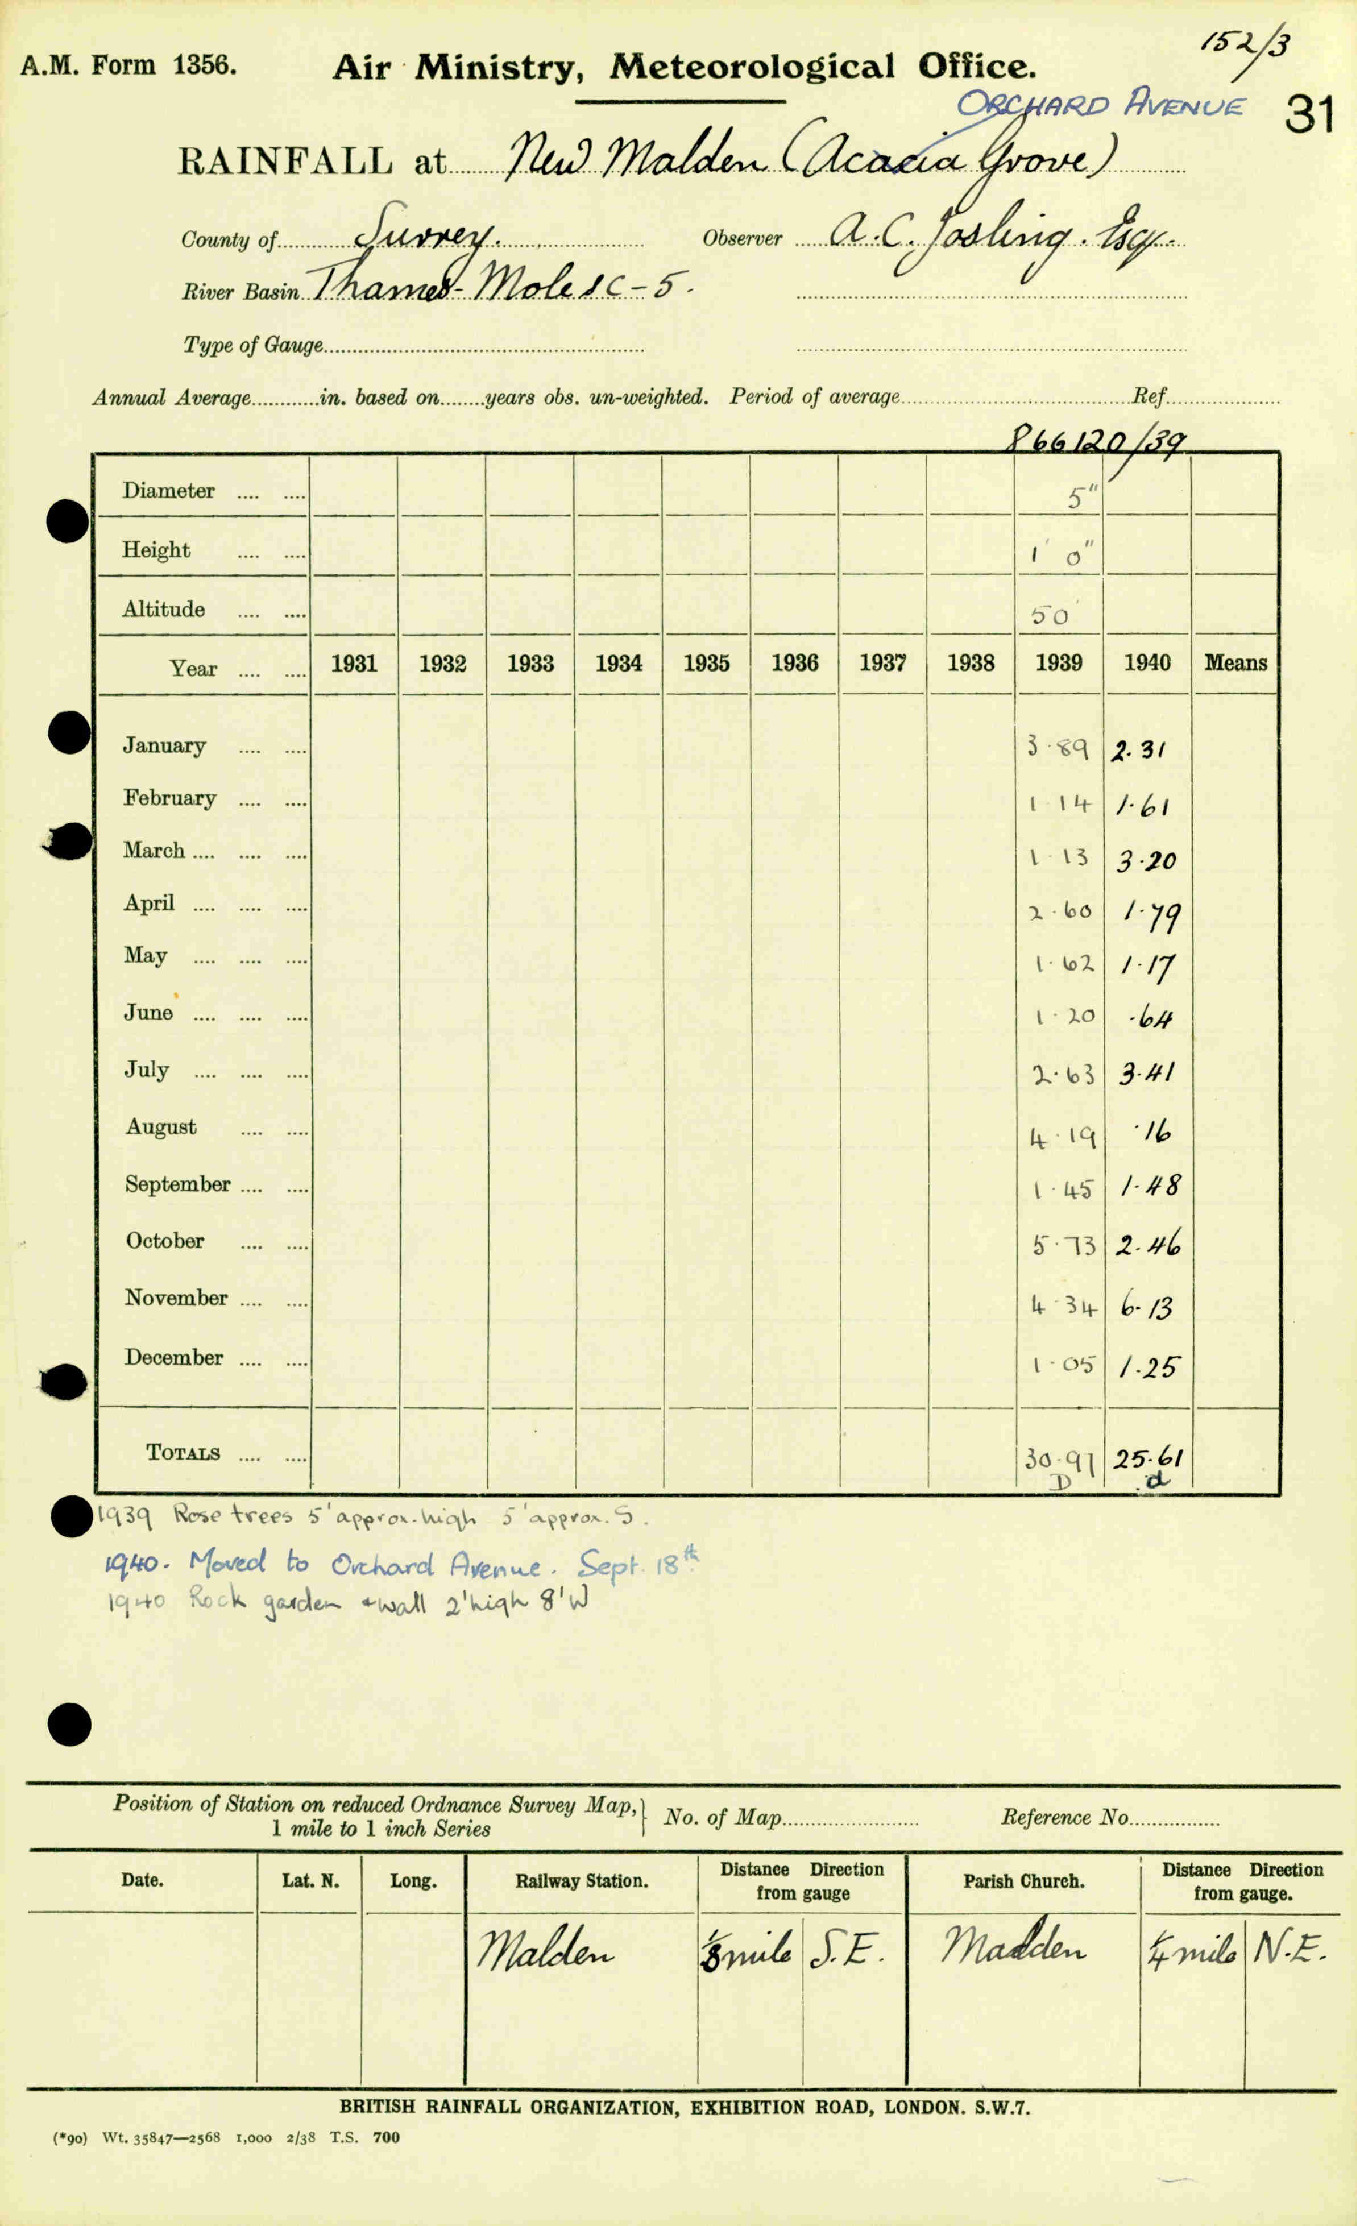 152/3
A.M. Form 1356. Air Ministry, Meteorological Office.
ORCHARD AVENUE 31
RAINFALL at New Malden (Acacia Grove)
County of Surrey. Observer A.C. Josling. Esq.
River Basin Thames - Mole 1C-5.
Type of Gauge
Annual Average in. based on years obs. un-weighted. Period of average Ref.
866120/39
Diameter .... .... 5"
Height .... .... 1' 0"
Altitude .... .... 50'
Year .... .... 1931 1932 1933 1934 1935 1936 1937 1938 1939 1940 Means
January .... .... 3.89 2.31
February .... .... 1.14 1.61
March .... .... .... 1.13 3.20
April .... .... .... 2.60 1.79
May .... .... .... 1.62 1.17
June .... .... .... 1.20 .64
July .... .... .... 2.63 3.41
August .... .... 4.19 .16
September .... .... 1.45 1.48
October .... .... 5.73 2.46
November .... .... 4.34 6.13
December .... .... 1.05 1.25
TOTALS .... .... 30.97 25.61
D d
1939 Rose trees 5' approx. high 5' approx. S.
1940. Moved to Orchard Avenue. Sept. 18th.
1940 Rock garden + wall 2' high 8' W
Position of Station on reduced Ordnance Survey Map, } No. of Map Reference No.
1 mile to 1 inch Series
Date. Lat. N. Long. Railway Station. Distance Direction from gauge Parish Church. Distance Direction from gauge.
Malden 1/8 mile S.E. Malden 1/4 mile N.E.
BRITISH RAINFALL ORGANIZATION, EXHIBITION ROAD, LONDON. S.W.7.
(*90) Wt. 35847—2568 1,000 2/38 T.S. 700